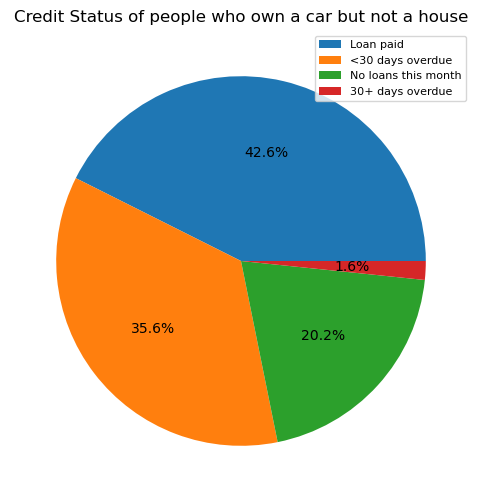 Credit Status of people who own a car but not a house
Loan paid
<30 days overdue
No loans this month
30+ days overdue
42.6%
1.6%
35.6%
20.2%